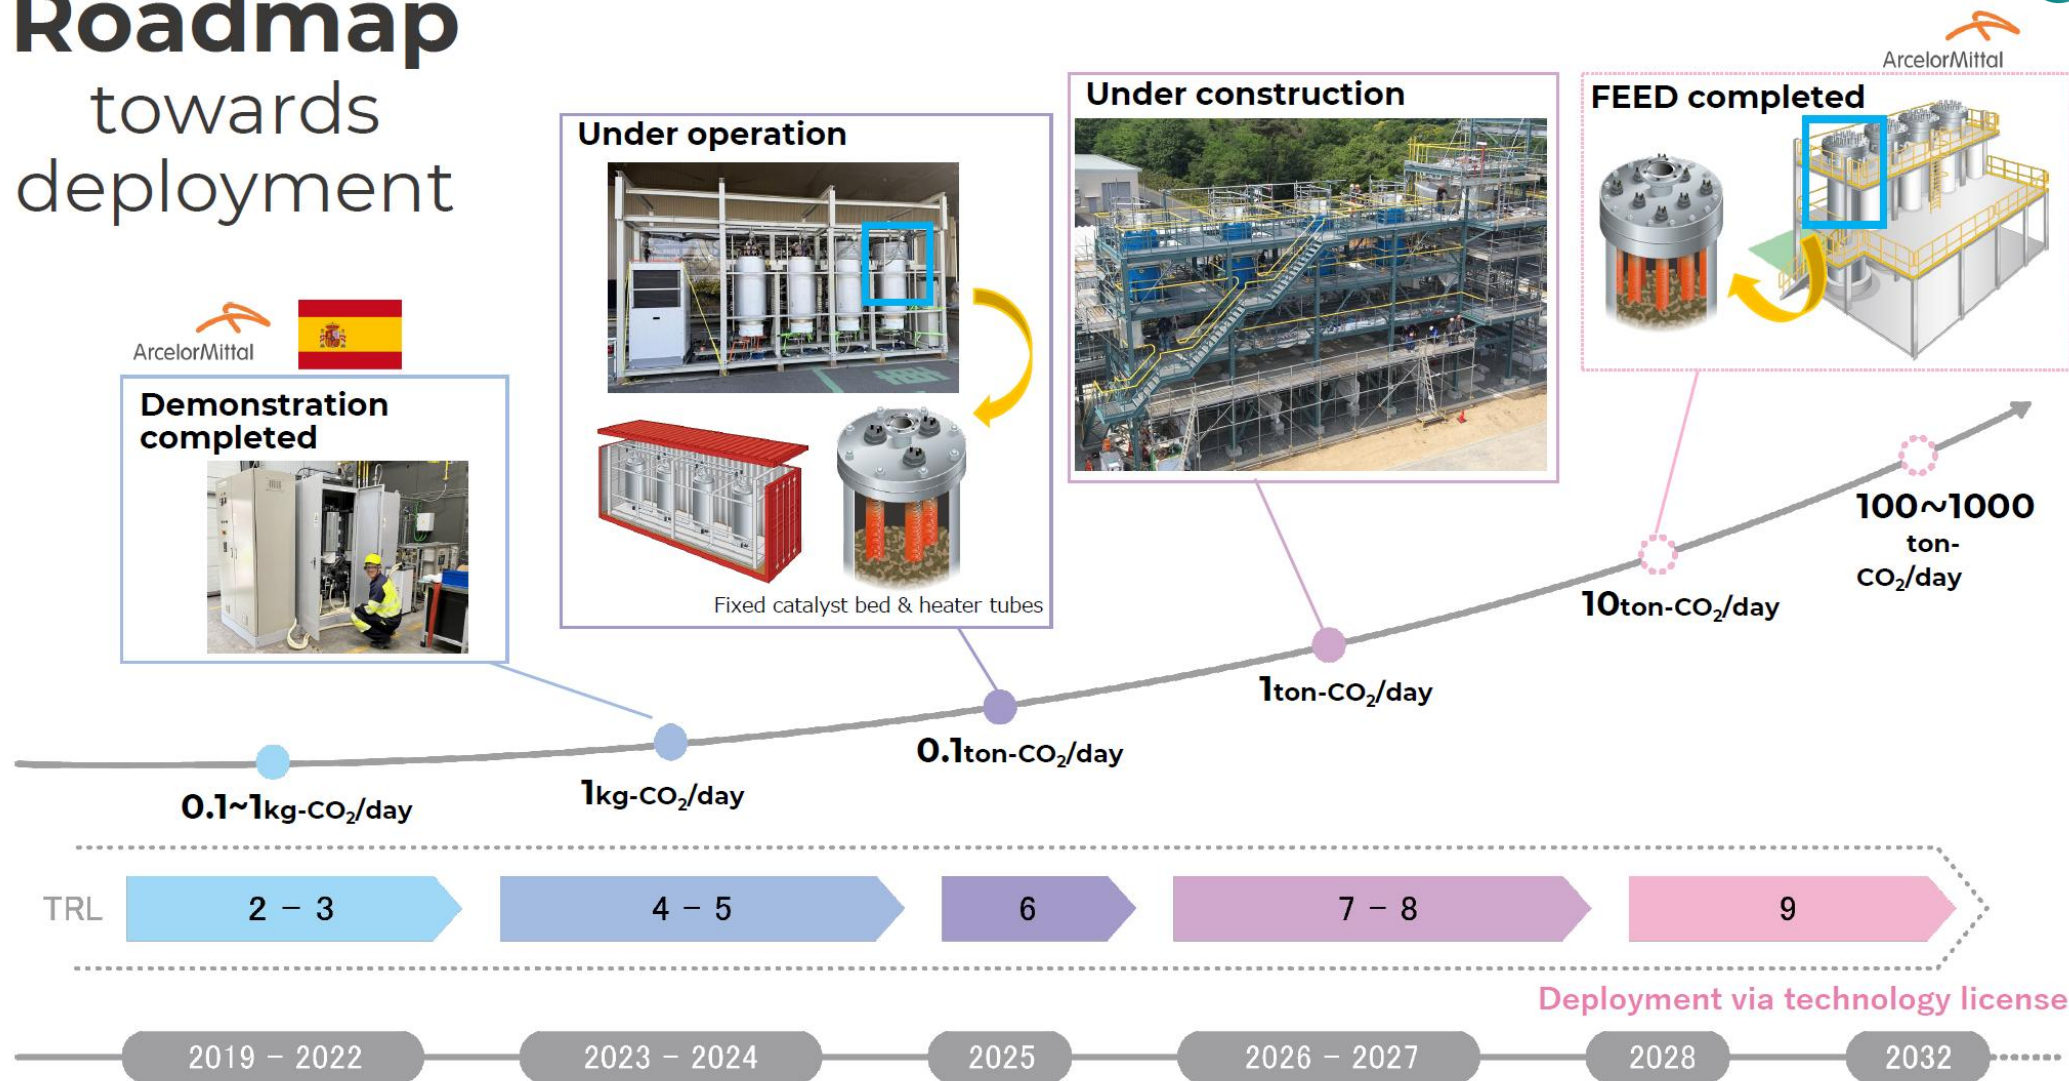 Roadmap
towards
deployment
ArcelorMittal
Demonstration
completed
Under operation
Fixed catalyst bed & heater tubes
Under construction
ArcelorMittal
FEED completed
0.1~1kg-CO₂/day
1kg-CO₂/day
0.1ton-CO₂/day
1ton-CO₂/day
10ton-CO₂/day
100~1000
ton-
CO₂/day
TRL
2 – 3
4 – 5
6
7 – 8
9
Deployment via technology license
2019 – 2022
2023 – 2024
2025
2026 – 2027
2028
2032